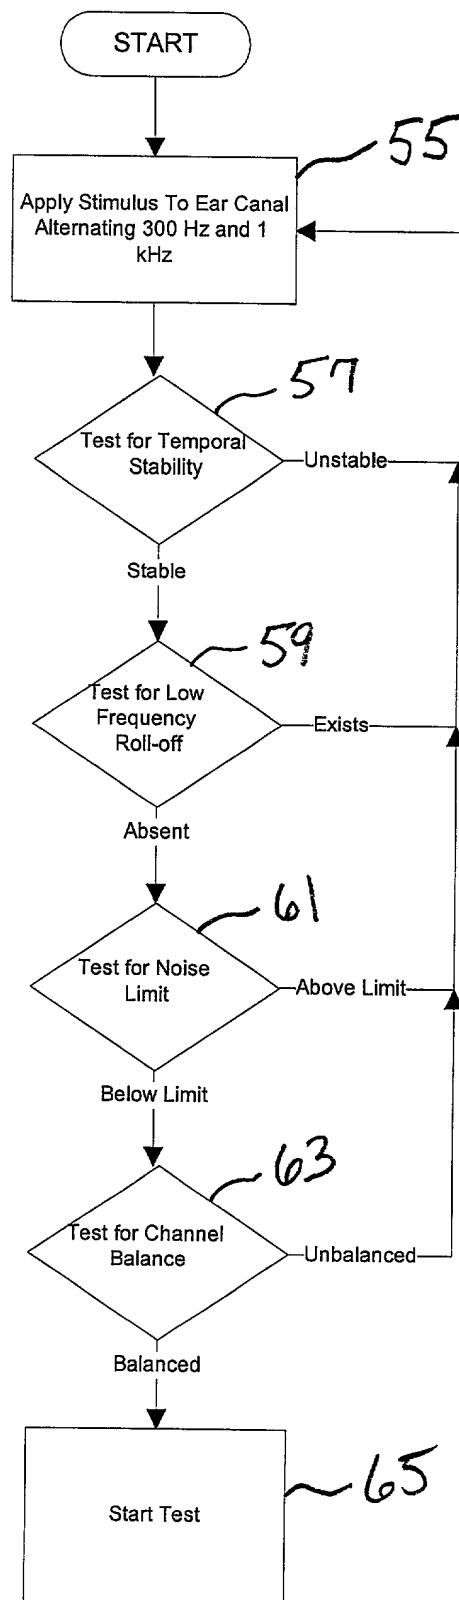 START
55
Apply Stimulus To Ear Canal
Alternating 300 Hz and 1
kHz
57
Test for Temporal
Stability
Unstable
Stable
59
Test for Low
Frequency
Roll-off
Exists
Absent
61
Test for Noise
Limit
Above Limit
Below Limit
63
Test for Channel
Balance
Unbalanced
Balanced
65
Start Test